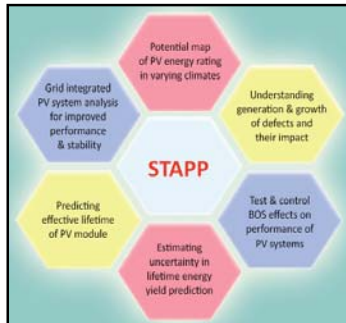 Potential map
of PV energy rating
in varying climates
Grid integrated
PV system analysis
for improved
performance
& stability
Understanding
generation & growth
of defects and
their impact
STAPP
Predicting
effective lifetime
of PV module
Test & control
BOS effects on
performance of
PV systems
Estimating
uncertainty in
lifetime energy
yield prediction